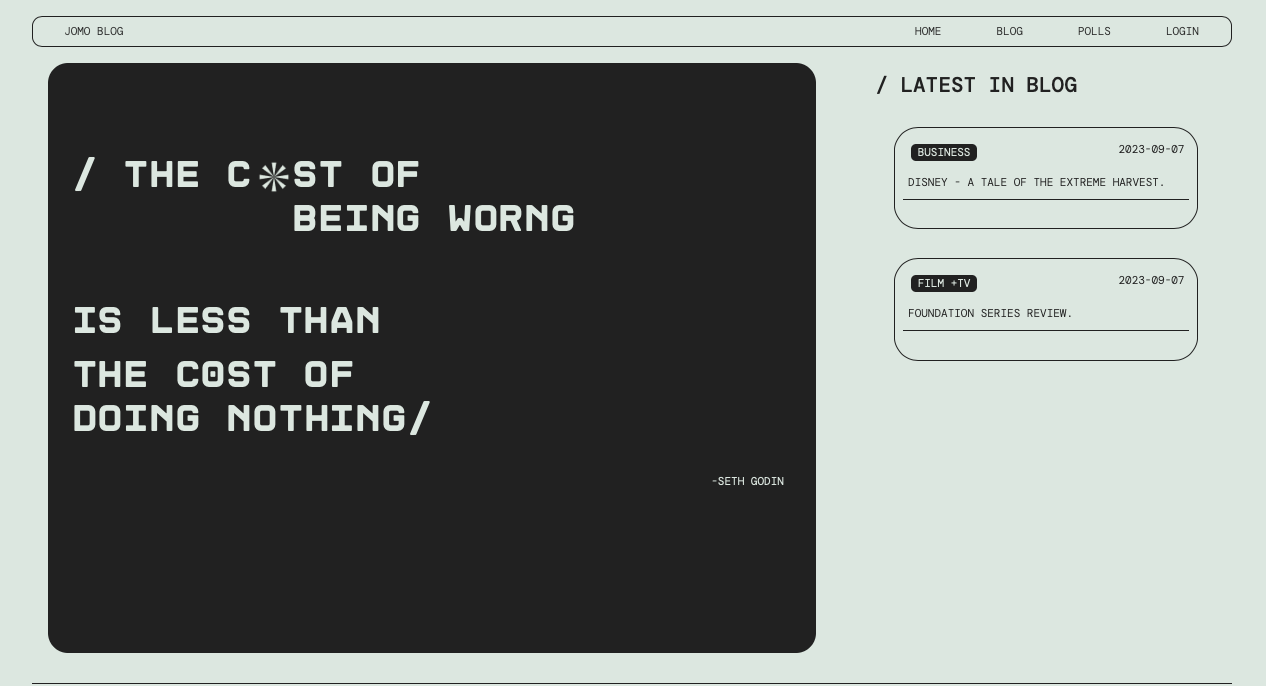 JOMO BLOG HOME BLOG POLLS LOGIN
/ THE C✳ST OF
BEING WORNG
IS LESS THAN
THE C0ST OF
DOING NOTHING/
-SETH GODIN
/ LATEST IN BLOG
BUSINESS 2023-09-07
DISNEY - A TALE OF THE EXTREME HARVEST.
FILM +TV 2023-09-07
FOUNDATION SERIES REVIEW.